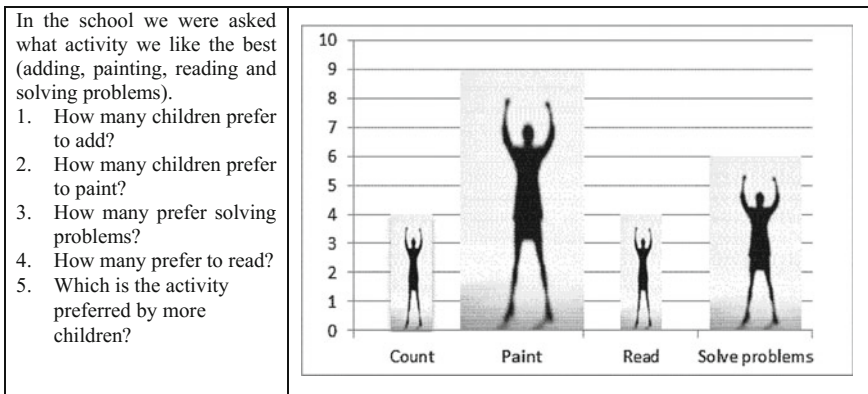 In the school we were asked
what activity we like the best
(adding, painting, reading and
solving problems).
1. How many children prefer
to add?
2. How many children prefer
to paint?
3. How many prefer solving
problems?
4. How many prefer to read?
5. Which is the activity
preferred by more
children?
10
9
8
7
6
5
4
3
2
1
0
Count Paint Read Solve problems